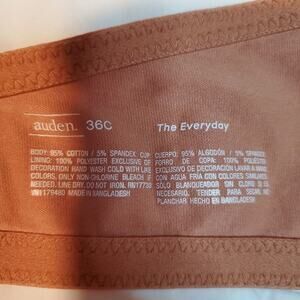 auden. 36C
The Everyday
BODY: 95% COTTON / 5% SPANDEX CUP
LINING: 100% POLYESTER EXCLUSIVE OF
DECORATION HAND WASH COLD WITH LIKE
COLORS, ONLY NON-CHLORINE BLEACH IF
NEEDED. LINE DRY. DO NOT IRON. RN17730
179480 MADE IN BANGLADESH
CUERPO: 95% ALGODÓN / 5% SPANDEX
FORRO DE COPA: 100% POLIÉSTER
EXCLUSIVO DE DECORACIÓN LAVAR A MANO
CON AGUA FRÍA CON COLORES SIMILARES.
SÓLO BLANQUEADOR SIN CLORO SI ES
NECESARIO. TENDER PARA SECAR. NO
PLANCHAR. HECHO EN BANGLADESH